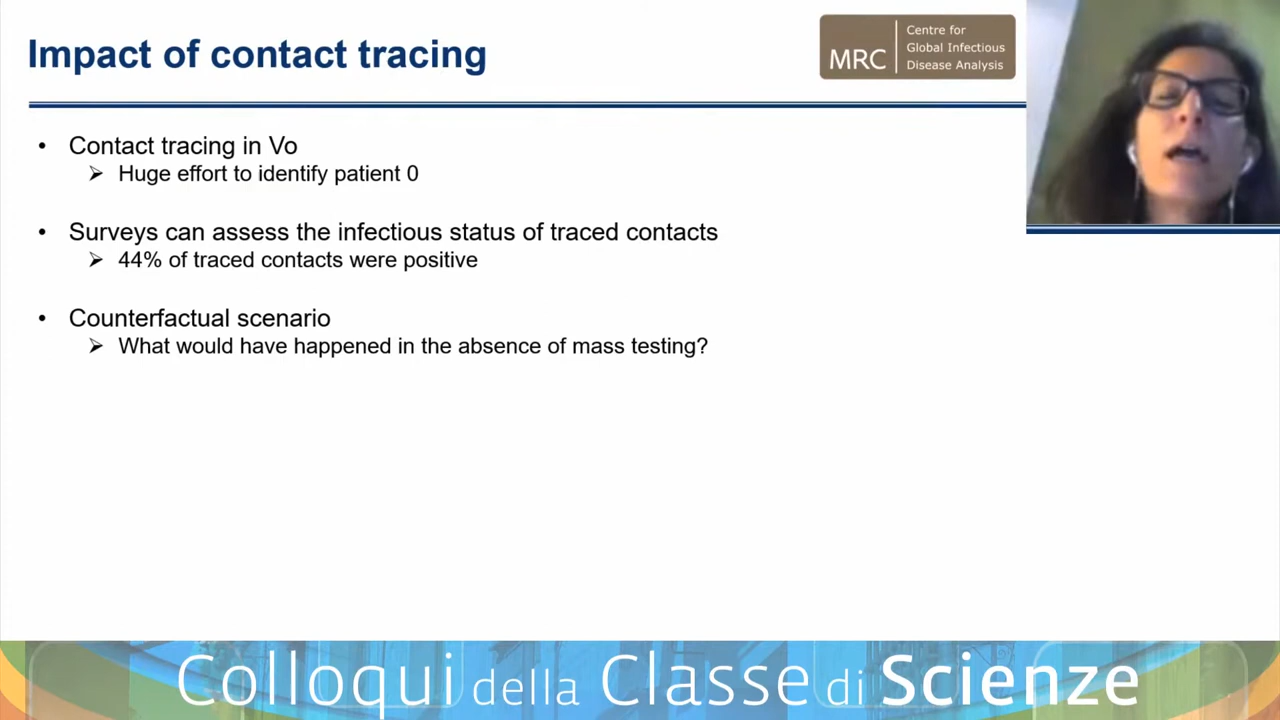 Impact of contact tracing
MRC
Centre for
Global Infectious
Disease Analysis
• Contact tracing in Vo
➢ Huge effort to identify patient 0
• Surveys can assess the infectious status of traced contacts
➢ 44% of traced contacts were positive
• Counterfactual scenario
➢ What would have happened in the absence of mass testing?
Colloqui della Classe di Scienze